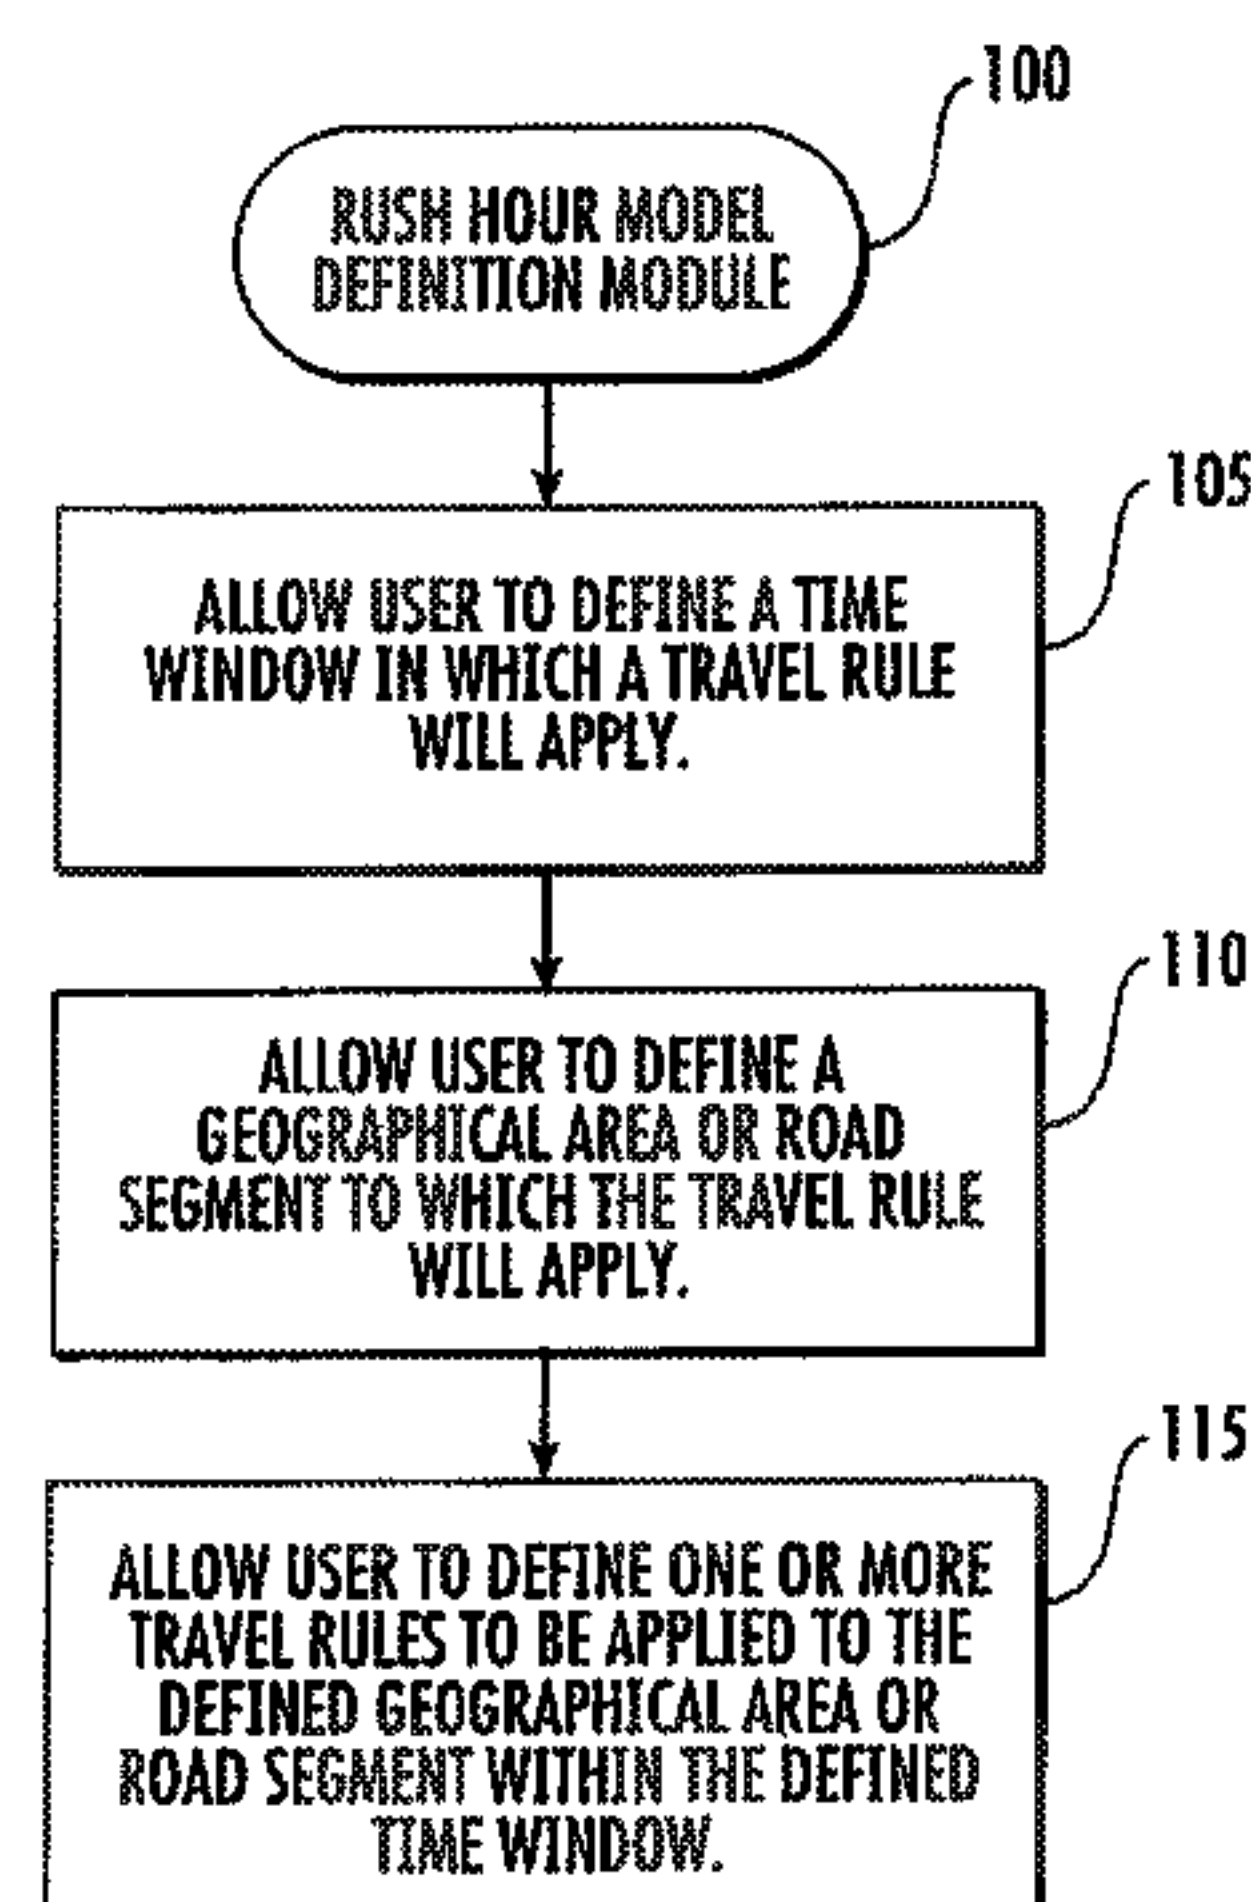 100
RUSH HOUR MODEL
DEFINITION MODULE
105
ALLOW USER TO DEFINE A TIME
WINDOW IN WHICH A TRAVEL RULE
WILL APPLY.
110
ALLOW USER TO DEFINE A
GEOGRAPHICAL AREA OR ROAD
SEGMENT TO WHICH THE TRAVEL RULE
WILL APPLY.
115
ALLOW USER TO DEFINE ONE OR MORE
TRAVEL RULES TO BE APPLIED TO THE
DEFINED GEOGRAPHICAL AREA OR
ROAD SEGMENT WITHIN THE DEFINED
TIME WINDOW.